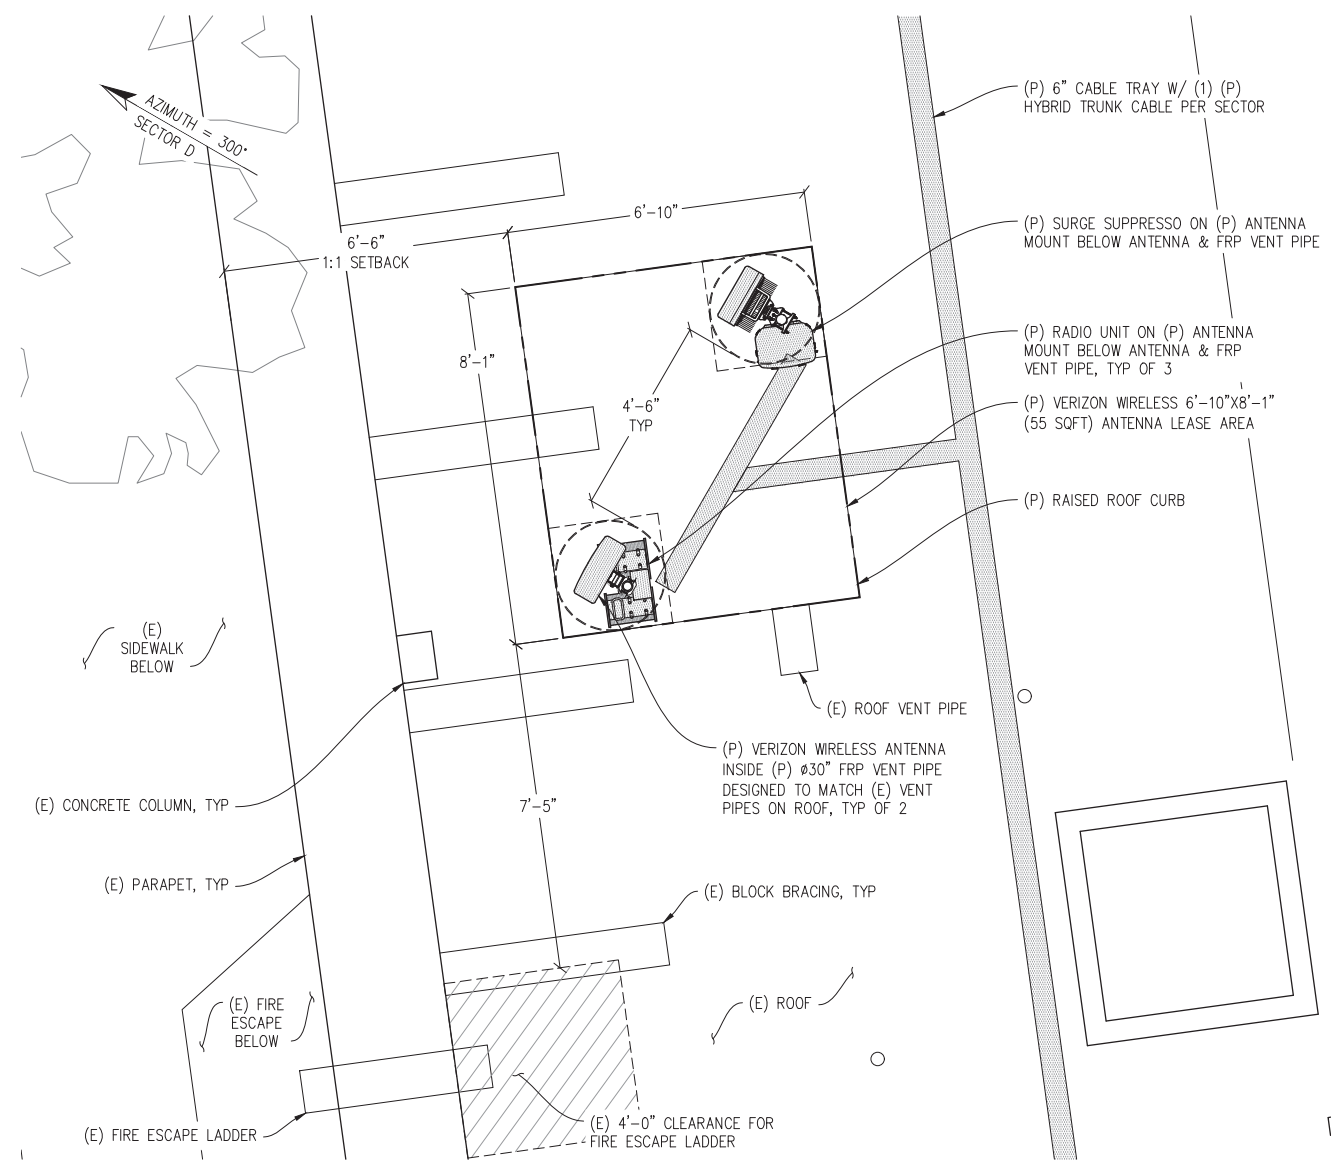 (P) 6" CABLE TRAY W/ (1) (P)
HYBRID TRUNK CABLE PER SECTOR
AZIMUTH = 300°
SECTOR D
6'-10"
(P) SURGE SUPPRESSO ON (P) ANTENNA
MOUNT BELOW ANTENNA & FRP VENT PIPE
6'-6"
1:1 SETBACK
(P) RADIO UNIT ON (P) ANTENNA
MOUNT BELOW ANTENNA & FRP
VENT PIPE, TYP OF 3
8'-1"
4'-6"
TYP
(P) VERIZON WIRELESS 6'-10"X8'-1"
(55 SQFT) ANTENNA LEASE AREA
(P) RAISED ROOF CURB
(E)
SIDEWALK
BELOW
(E) ROOF VENT PIPE
(P) VERIZON WIRELESS ANTENNA
INSIDE (P) ø30" FRP VENT PIPE
DESIGNED TO MATCH (E) VENT
PIPES ON ROOF, TYP OF 2
(E) CONCRETE COLUMN, TYP
7'-5"
(E) PARAPET, TYP
(E) BLOCK BRACING, TYP
(E) FIRE
ESCAPE
BELOW
(E) ROOF
(E) FIRE ESCAPE LADDER
(E) 4'-0" CLEARANCE FOR
FIRE ESCAPE LADDER